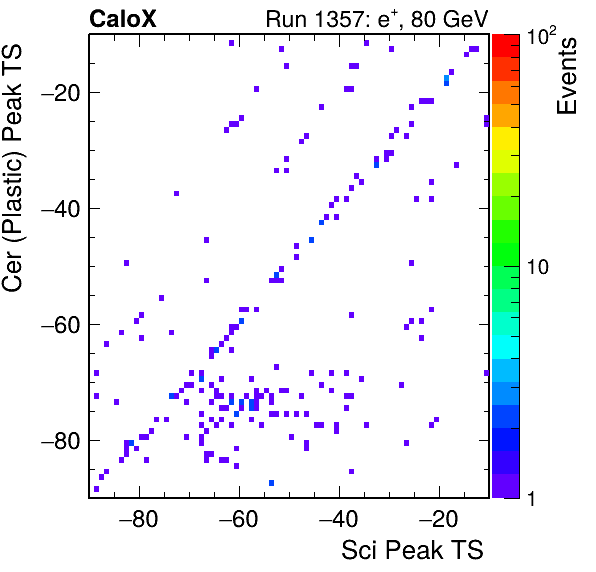 CaloX Run 1357: e⁺, 80 GeV
Cer (Plastic) Peak TS
−20
−40
−60
−80
−80 −60 −40 −20
Sci Peak TS
10²
10
1
Events